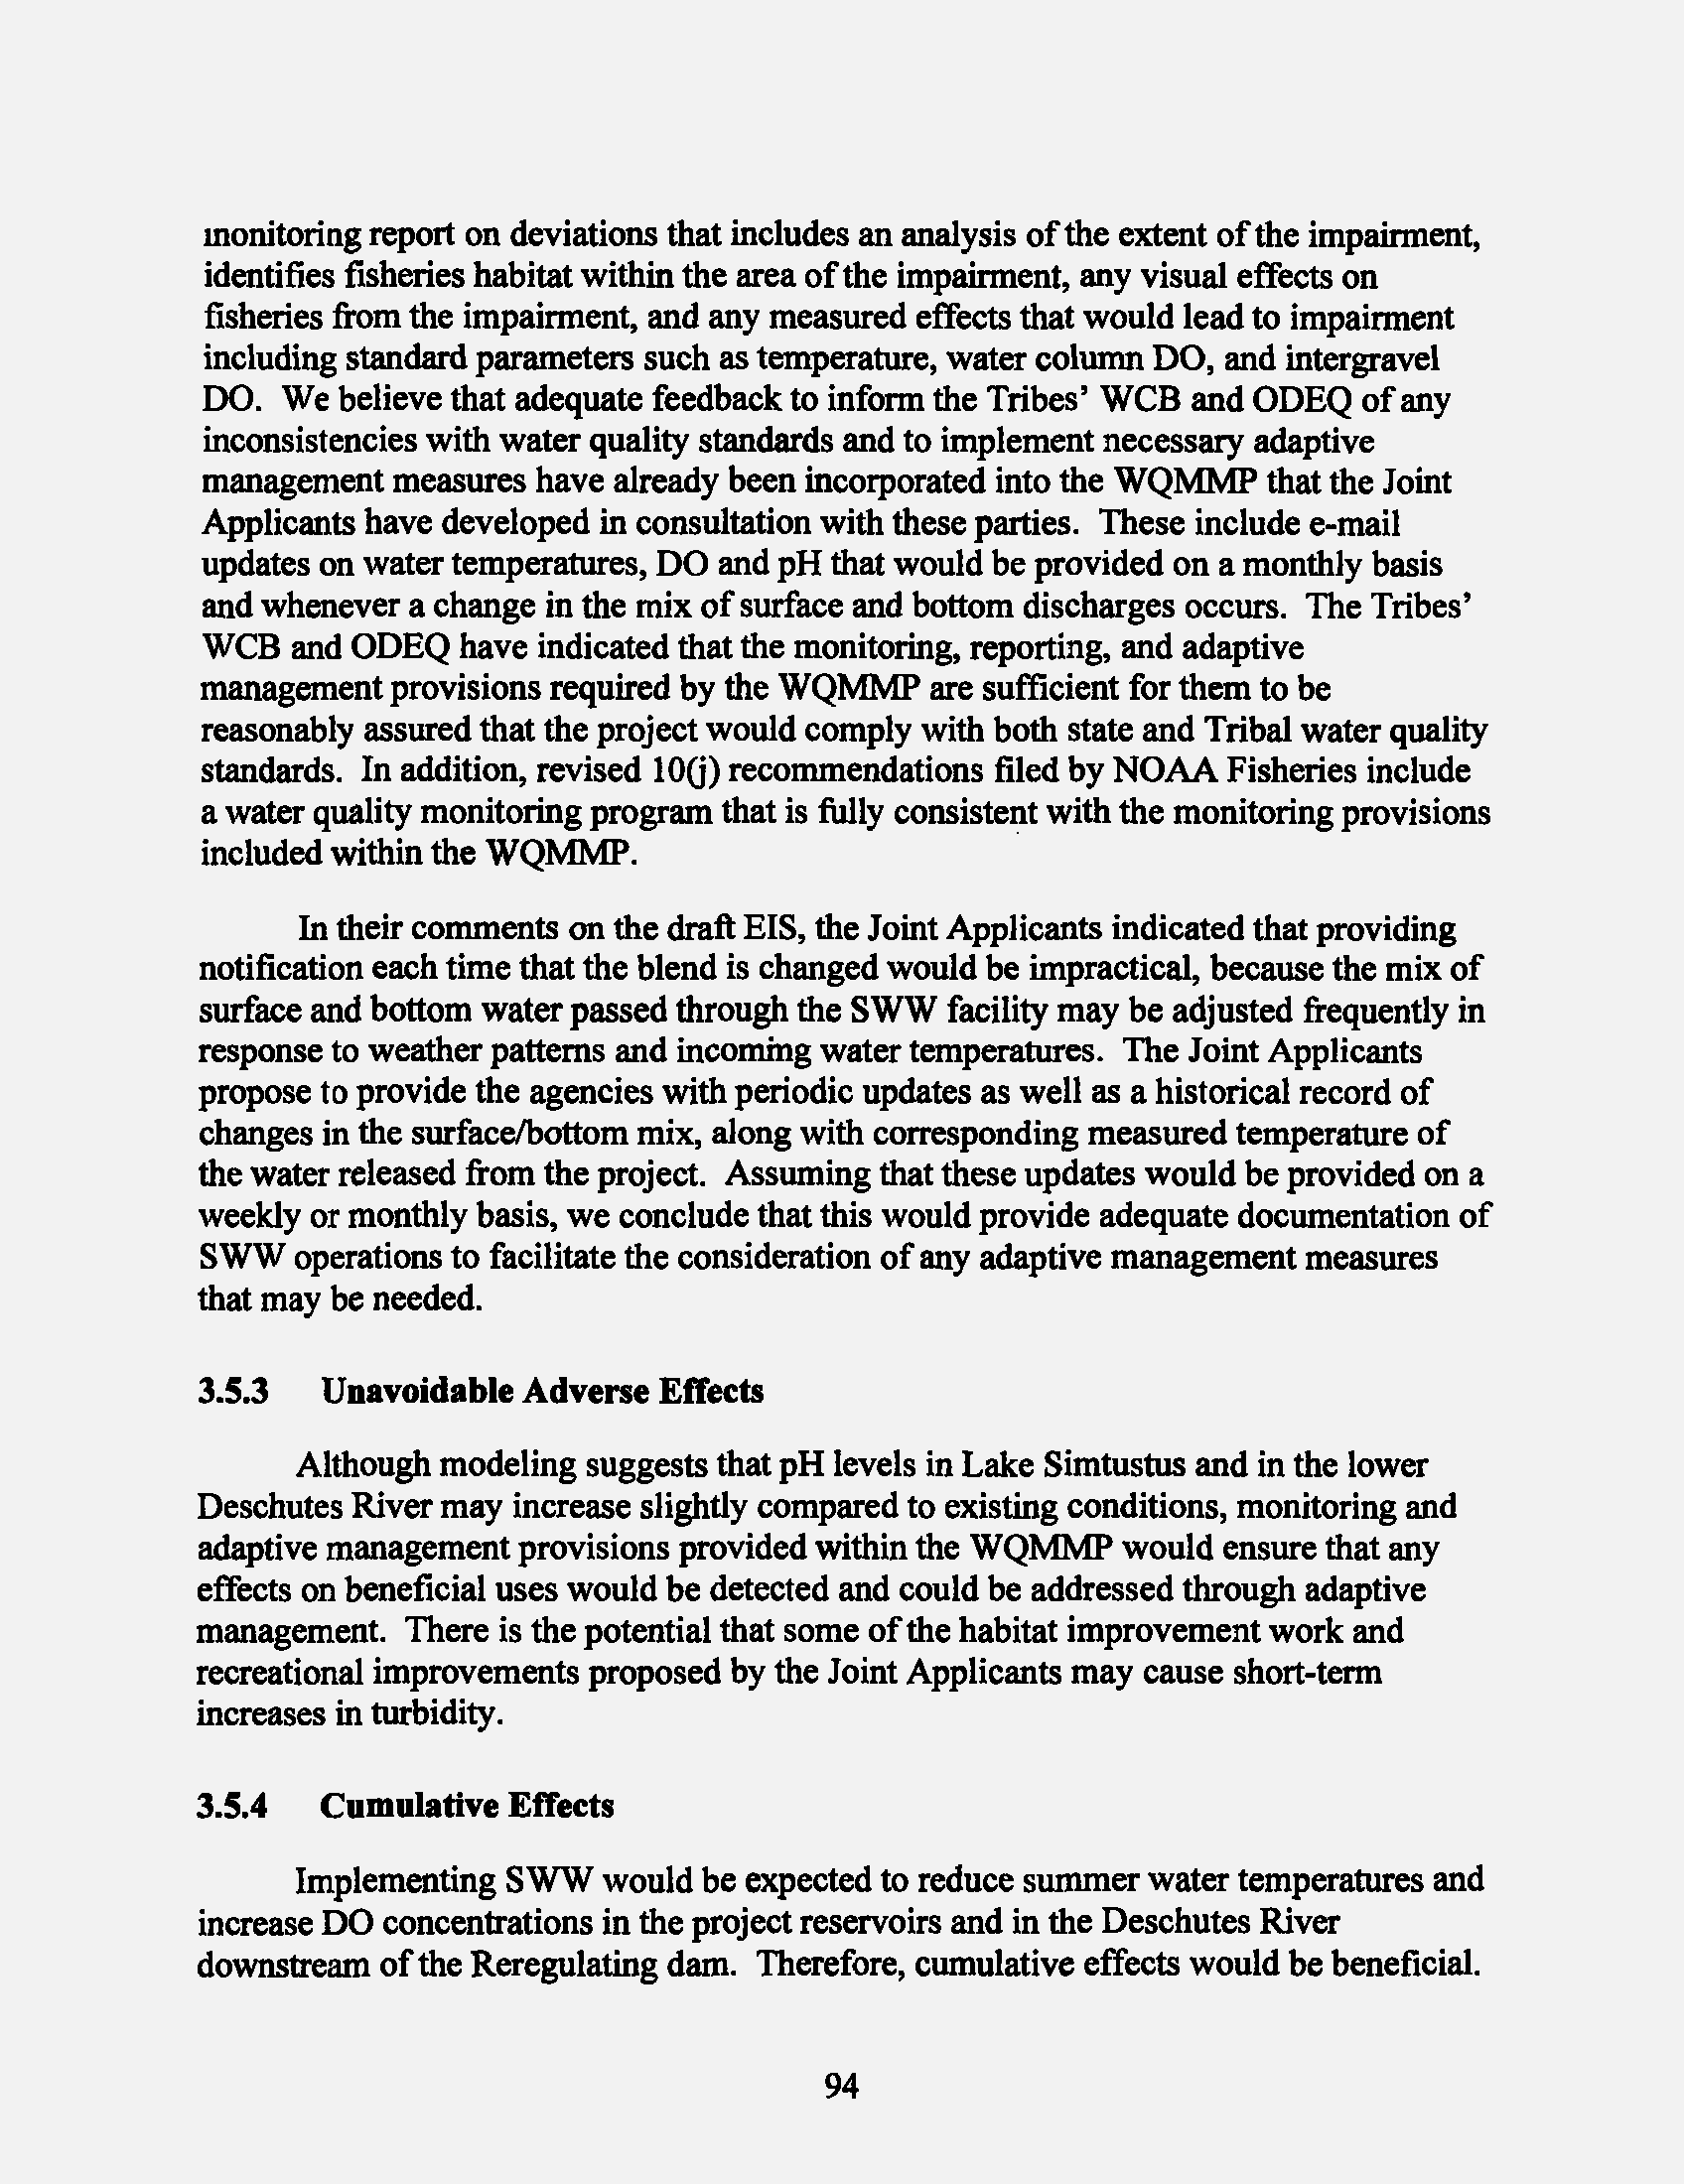 monitoring report on deviations that includes an analysis of the extent of the impairment,
identifies fisheries habitat within the area of the impairment, any visual effects on
fisheries from the impairment, and any measured effects that would lead to impairment
including standard parameters such as temperature, water column DO, and intergravel
DO. We believe that adequate feedback to inform the Tribes’ WCB and ODEQ of any
inconsistencies with water quality standards and to implement necessary adaptive
management measures have already been incorporated into the WQMMP that the Joint
Applicants have developed in consultation with these parties. These include e-mail
updates on water temperatures, DO and pH that would be provided on a monthly basis
and whenever a change in the mix of surface and bottom discharges occurs. The Tribes’
WCB and ODEQ have indicated that the monitoring, reporting, and adaptive
management provisions required by the WQMMP are sufficient for them to be
reasonably assured that the project would comply with both state and Tribal water quality
standards. In addition, revised 10(j) recommendations filed by NOAA Fisheries include
a water quality monitoring program that is fully consistent with the monitoring provisions
included within the WQMMP.
In their comments on the draft EIS, the Joint Applicants indicated that providing
notification each time that the blend is changed would be impractical, because the mix of
surface and bottom water passed through the SWW facility may be adjusted frequently in
response to weather patterns and incoming water temperatures. The Joint Applicants
propose to provide the agencies with periodic updates as well as a historical record of
changes in the surface/bottom mix, along with corresponding measured temperature of
the water released from the project. Assuming that these updates would be provided on a
weekly or monthly basis, we conclude that this would provide adequate documentation of
SWW operations to facilitate the consideration of any adaptive management measures
that may be needed.
3.5.3 Unavoidable Adverse Effects
Although modeling suggests that pH levels in Lake Simtustus and in the lower
Deschutes River may increase slightly compared to existing conditions, monitoring and
adaptive management provisions provided within the WQMMP would ensure that any
effects on beneficial uses would be detected and could be addressed through adaptive
management. There is the potential that some of the habitat improvement work and
recreational improvements proposed by the Joint Applicants may cause short-term
increases in turbidity.
3.5.4 Cumulative Effects
Implementing SWW would be expected to reduce summer water temperatures and
increase DO concentrations in the project reservoirs and in the Deschutes River
downstream of the Reregulating dam. Therefore, cumulative effects would be beneficial.
94